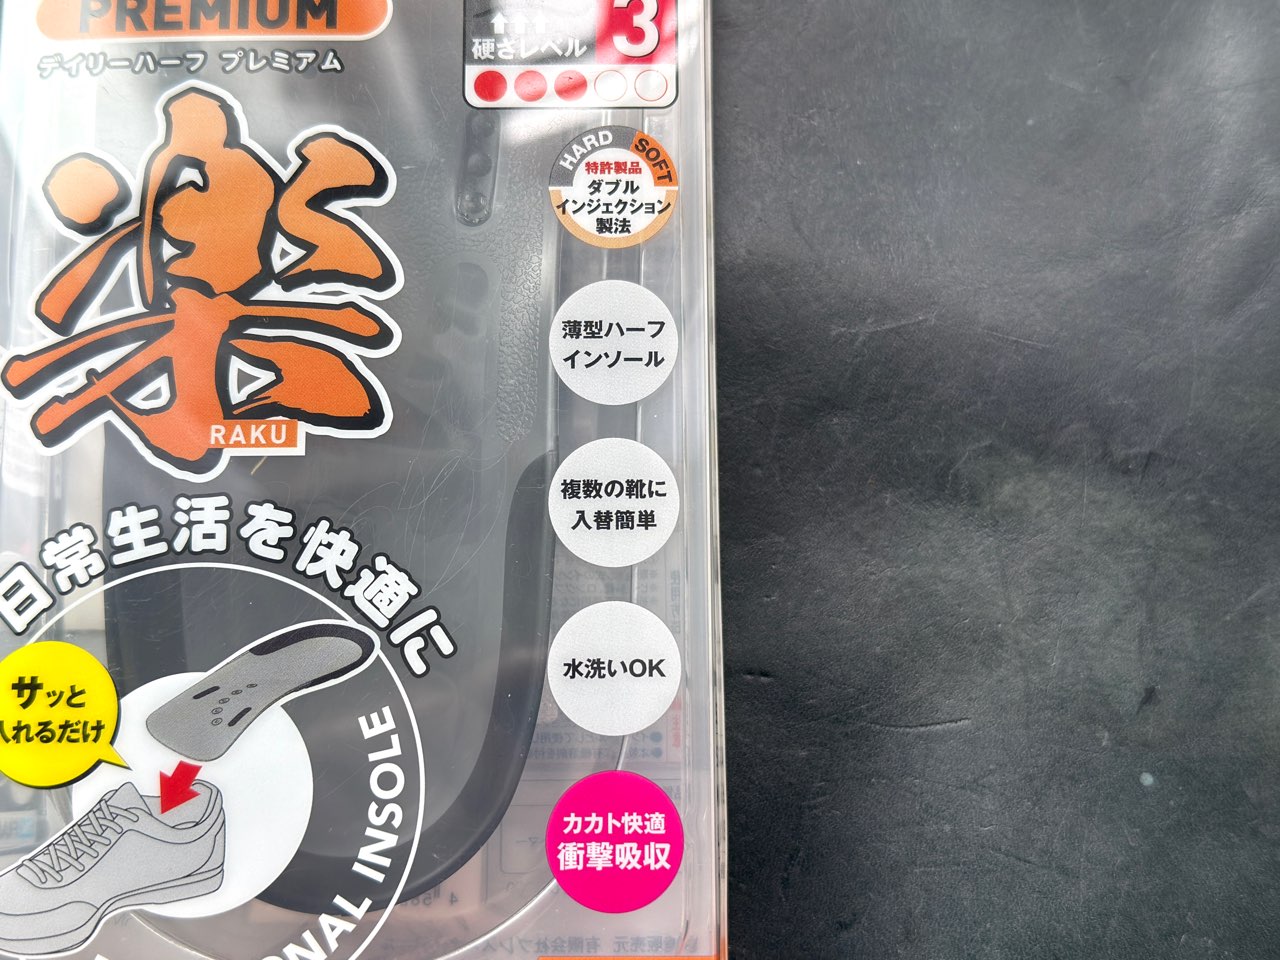 PREMIUM
デイリーハーフ プレミアム
硬さレベル
3
楽
RAKU
HARD SOFT
特許製品
ダブル
インジェクション
製法
薄型ハーフ
インソール
複数の靴に
入替簡単
水洗いOK
カカト快適
衝撃吸収
日常生活を快適に
サッと
入れるだけ
ONAL INSOLE